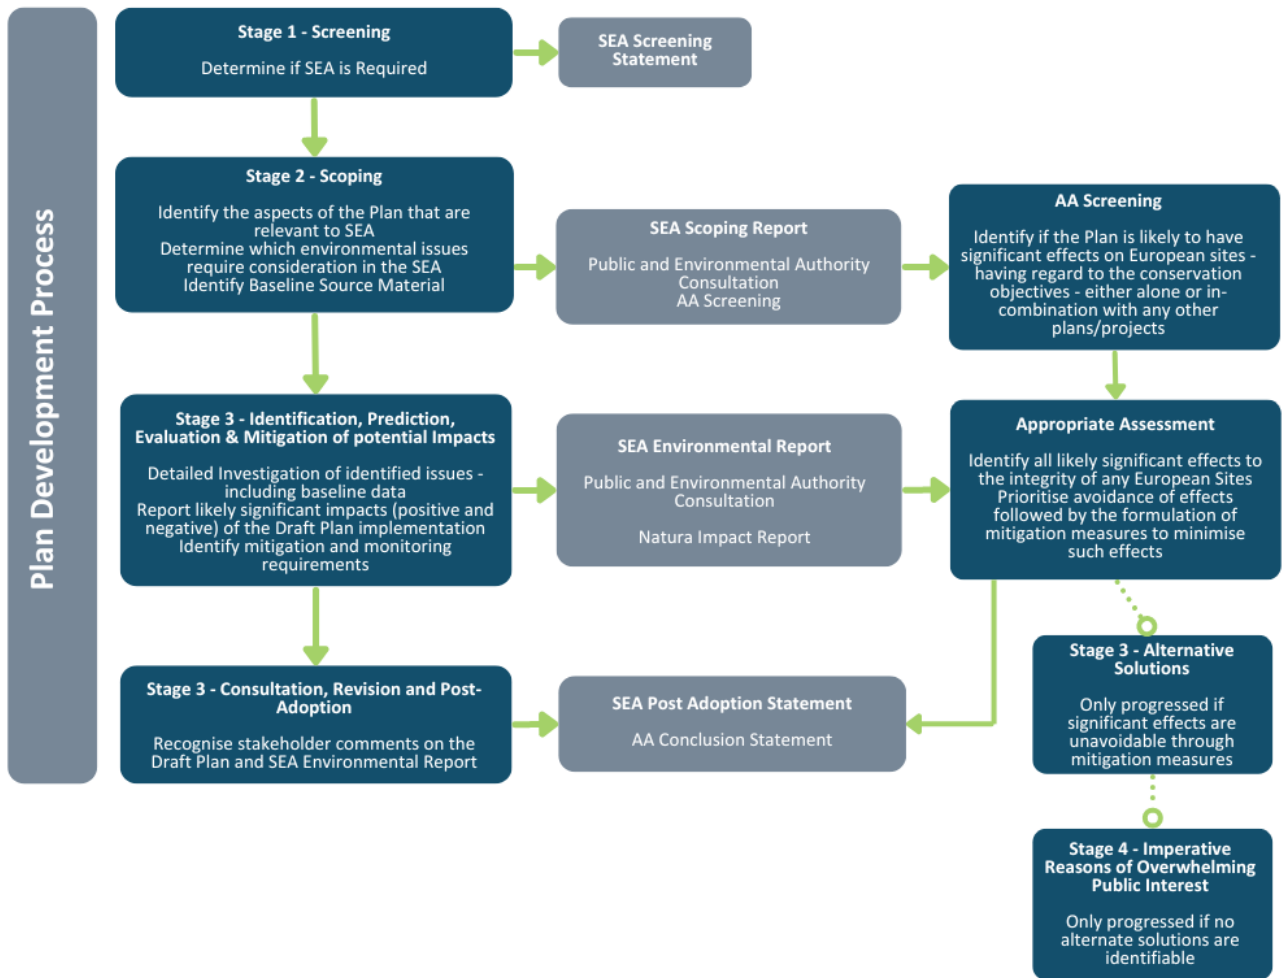 Plan Development Process
Stage 1 - Screening
Determine if SEA is Required
SEA Screening
Statement
Stage 2 - Scoping
Identify the aspects of the Plan that are
relevant to SEA
Determine which environmental issues
require consideration in the SEA
Identify Baseline Source Material
SEA Scoping Report
Public and Environmental Authority
Consultation
AA Screening
AA Screening
Identify if the Plan is likely to have
significant effects on European sites -
having regard to the conservation
objectives - either alone or in-
combination with any other
plans/projects
Stage 3 - Identification, Prediction,
Evaluation & Mitigation of potential Impacts
Detailed Investigation of identified issues -
including baseline data
Report likely significant impacts (positive and
negative) of the Draft Plan implementation
Identify mitigation and monitoring
requirements
SEA Environmental Report
Public and Environmental Authority
Consultation
Natura Impact Report
Appropriate Assessment
Identify all likely significant effects to
the integrity of any European Sites
Prioritise avoidance of effects
followed by the formulation of
mitigation measures to minimise
such effects
Stage 3 - Consultation, Revision and Post-
Adoption
Recognise stakeholder comments on the
Draft Plan and SEA Environmental Report
SEA Post Adoption Statement
AA Conclusion Statement
Stage 3 - Alternative
Solutions
Only progressed if
significant effects are
unavoidable through
mitigation measures
Stage 4 - Imperative
Reasons of Overwhelming
Public Interest
Only progressed if no
alternate solutions are
identifiable